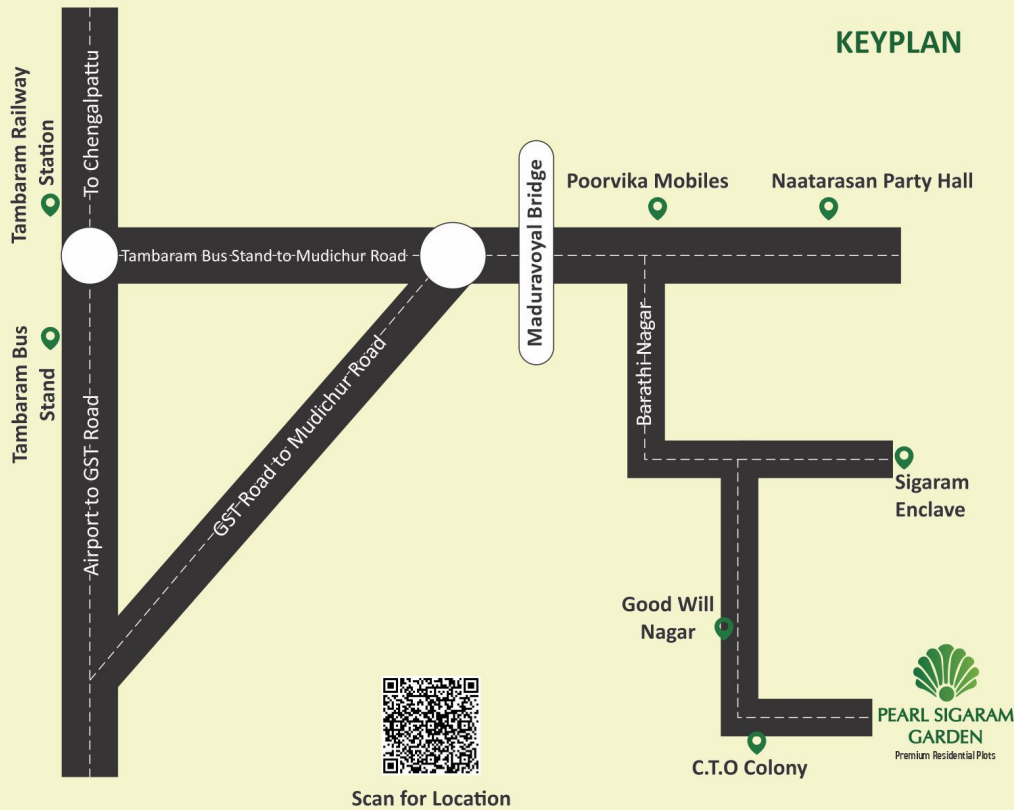 KEYPLAN
To Chengalpattu
Tambaram Railway
Station
Maduravoyal Bridge
Poorvika Mobiles
Naatarasan Party Hall
Tambaram Bus Stand to Mudichur Road
Tambaram Bus
Stand
Airport to GST Road
GST Road to Mudichur Road
Barathi Nagar
Sigaram
Enclave
Good Will
Nagar
PEARL SIGARAM
GARDEN
Premium Residential Plots
C.T.O Colony
Scan for Location